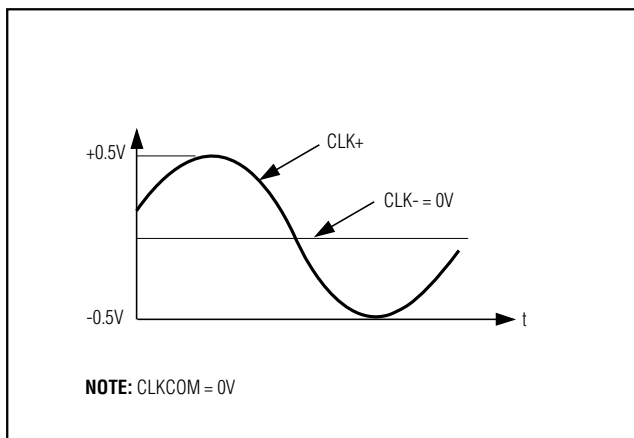 +0.5V
CLK+
CLK- = 0V
-0.5V
t
NOTE: CLKCOM = 0V